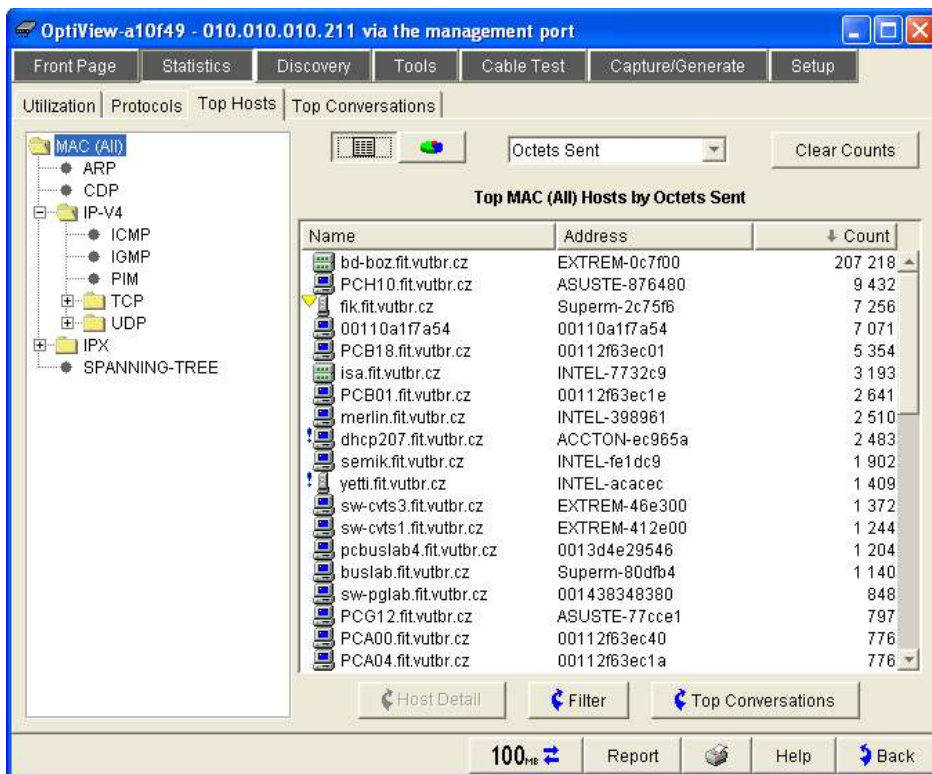 OptiView-a10f49 - 010.010.010.211 via the management port
Front Page Statistics Discovery Tools Cable Test Capture/Generate Setup
Utilization Protocols Top Hosts Top Conversations
MAC (All)
ARP
CDP
IP-V4
ICMP
IGMP
PIM
TCP
UDP
IPX
SPANNING-TREE
Octets Sent Clear Counts
Top MAC (All) Hosts by Octets Sent
Name Address Count
bd-boz.fit.vutbr.cz EXTREM-0c7f00 207 218
PCH10.fit.vutbr.cz ASUSTE-876480 9 432
fik.fit.vutbr.cz Superm-2c75f6 7 256
00110a1f7a54 00110a1f7a54 7 071
PCB18.fit.vutbr.cz 00112f63ec01 5 354
isa.fit.vutbr.cz INTEL-7732c9 3 193
PCB01.fit.vutbr.cz 00112f63ec1e 2 641
merlin.fit.vutbr.cz INTEL-398961 2 510
dhcp207.fit.vutbr.cz ACCTON-ec965a 2 483
semik.fit.vutbr.cz INTEL-fe1dc9 1 902
yetti.fit.vutbr.cz INTEL-acacec 1 409
sw-cvts3.fit.vutbr.cz EXTREM-46e300 1 372
sw-cvts1.fit.vutbr.cz EXTREM-412e00 1 244
pcbuslab4.fit.vutbr.cz 0013d4e29546 1 204
buslab.fit.vutbr.cz Superm-80dfb4 1 140
sw-pglab.fit.vutbr.cz 001438348380 848
PCG12.fit.vutbr.cz ASUSTE-77cce1 797
PCA00.fit.vutbr.cz 00112f63ec40 776
PCA04.fit.vutbr.cz 00112f63ec1a 776
Host Detail Filter Top Conversations
100MB Report Help Back